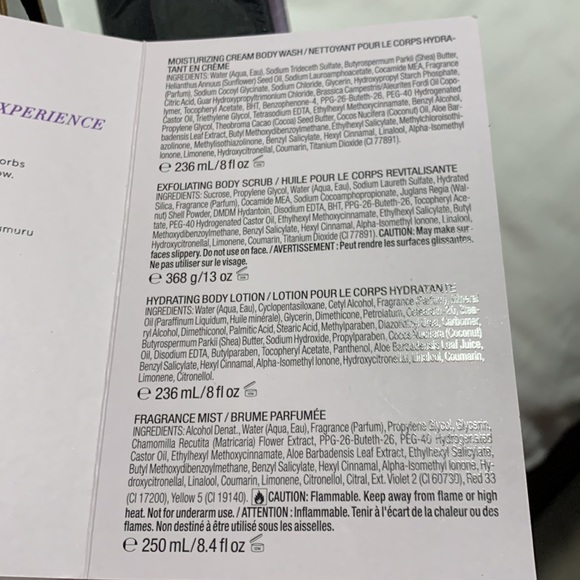 EXPERIENCE
orbs
ow.
umuru
MOISTURIZING CREAM BODY WASH / NETTOYANT POUR LE CORPS HYDRA-
TANT EN CRÈME
INGREDIENTS: Water (Aqua, Eau), Sodium Trideceth Sulfate, Butyrospermum Parkii (Shea) Butter,
Helianthus Annuus (Sunflower) Seed Oil, Sodium Lauroamphoacetate, Cocamide MEA, Fragrance
(Parfum), Sodium Cocoyl Glycinate, Sodium Chloride, Glycerin, Hydroxypropyl Starch Phosphate,
Citric Acid, Guar Hydroxypropyltrimonium Chloride, Brassica Campestris/Aleurites Fordi Oil Copo-
lymer, Tocopheryl Acetate, BHT, Benzophenone-4, PPG-26-Buteth-26, PEG-40 Hydrogenated
Castor Oil, Triethylene Glycol, Tetrasodium EDTA, Ethylhexyl Methoxycinnamate, Benzyl Alcohol,
Propylene Glycol, Theobroma Cacao (Cocoa) Seed Butter, Cocos Nucifera (Coconut) Oil, Aloe Bar-
badensis Leaf Extract, Butyl Methoxydibenzoylmethane, Ethylhexyl Salicylate, Methylchloroisothi-
azolinone, Methylisothiazolinone, Benzyl Salicylate, Hexyl Cinnamal, Linalool, Alpha-Isomethyl
Ionone, Limonene, Hydroxycitronellal, Coumarin, Titanium Dioxide (CI 77891).
℮ 236 mL/8 fl oz
EXFOLIATING BODY SCRUB / HUILE POUR LE CORPS REVITALISANTE
INGREDIENTS: Sucrose, Propylene Glycol, Water (Aqua, Eau), Sodium Laureth Sulfate, Hydrated
Silica, Fragrance (Parfum), Cocamide MEA, Sodium Cocoamphopropionate, Juglans Regia (Wal-
nut) Shell Powder, DMDM Hydantoin, Disodium EDTA, BHT, PPG-26-Buteth-26, Tocopheryl Ace-
tate, PEG-40 Hydrogenated Castor Oil, Ethylhexyl Methoxycinnamate, Ethylhexyl Salicylate, Butyl
Methoxydibenzoylmethane, Benzyl Salicylate, Hexyl Cinnamal, Alpha-Isomethyl Ionone, Linalool,
Hydroxycitronellal, Limonene, Coumarin, Titanium Dioxide (CI 77891). CAUTION: May make sur-
faces slippery. Do not use on face. / AVERTISSEMENT : Peut rendre les surfaces glissantes.
Ne pas utiliser sur le visage.
℮ 368 g/13 oz
HYDRATING BODY LOTION / LOTION POUR LE CORPS HYDRATANTE
INGREDIENTS: Water (Aqua, Eau), Cyclopentasiloxane, Cetyl Alcohol, Fragrance (Parfum), Mineral
Oil (Paraffinum Liquidum, Huile minérale), Glycerin, Dimethicone, Petrolatum, Ceteareth-20, Stea-
ryl Alcohol, Dimethiconol, Palmitic Acid, Stearic Acid, Methylparaben, Diazolidinyl Urea, Carbomer,
Butyrospermum Parkii (Shea) Butter, Sodium Hydroxide, Propylparaben, Cocos Nucifera (Coconut)
Oil, Disodium EDTA, Butylparaben, Tocopheryl Acetate, Panthenol, Aloe Barbadensis Leaf Juice,
Benzyl Salicylate, Hexyl Cinnamal, Alpha-Isomethyl Ionone, Hydroxycitronellal, Linalool, Coumarin,
Limonene, Citronellol.
℮ 236 mL/8 fl oz
FRAGRANCE MIST / BRUME PARFUMÉE
INGREDIENTS: Alcohol Denat., Water (Aqua, Eau), Fragrance (Parfum), Propylene Glycol, Glycerin,
Chamomilla Recutita (Matricaria) Flower Extract, PPG-26-Buteth-26, PEG-40 Hydrogenated
Castor Oil, Ethylhexyl Methoxycinnamate, Aloe Barbadensis Leaf Extract, Ethylhexyl Salicylate,
Butyl Methoxydibenzoylmethane, Benzyl Salicylate, Hexyl Cinnamal, Alpha-Isomethyl Ionone, Hy-
droxycitronellal, Linalool, Coumarin, Limonene, Citronellol, Citral, Ext. Violet 2 (CI 60730), Red 33
(CI 17200), Yellow 5 (CI 19140). CAUTION: Flammable. Keep away from flame or high
heat. Not for underarm use. / ATTENTION : Inflammable. Tenir à l'écart de la chaleur ou des
flames. Non destiné à être utilisé sous les aisselles.
℮ 250 mL/8.4 fl oz